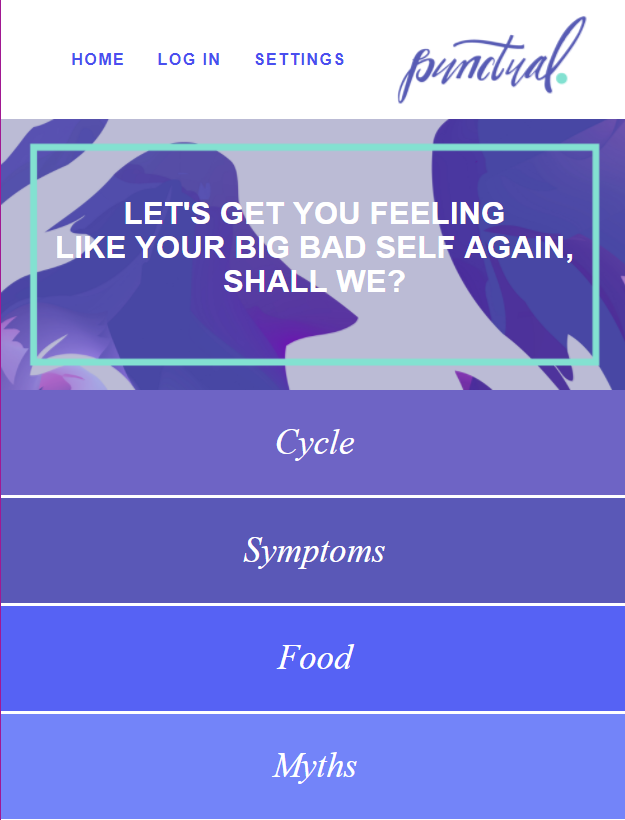 HOME LOG IN SETTINGS punctual.
LET'S GET YOU FEELING
LIKE YOUR BIG BAD SELF AGAIN,
SHALL WE?
Cycle
Symptoms
Food
Myths